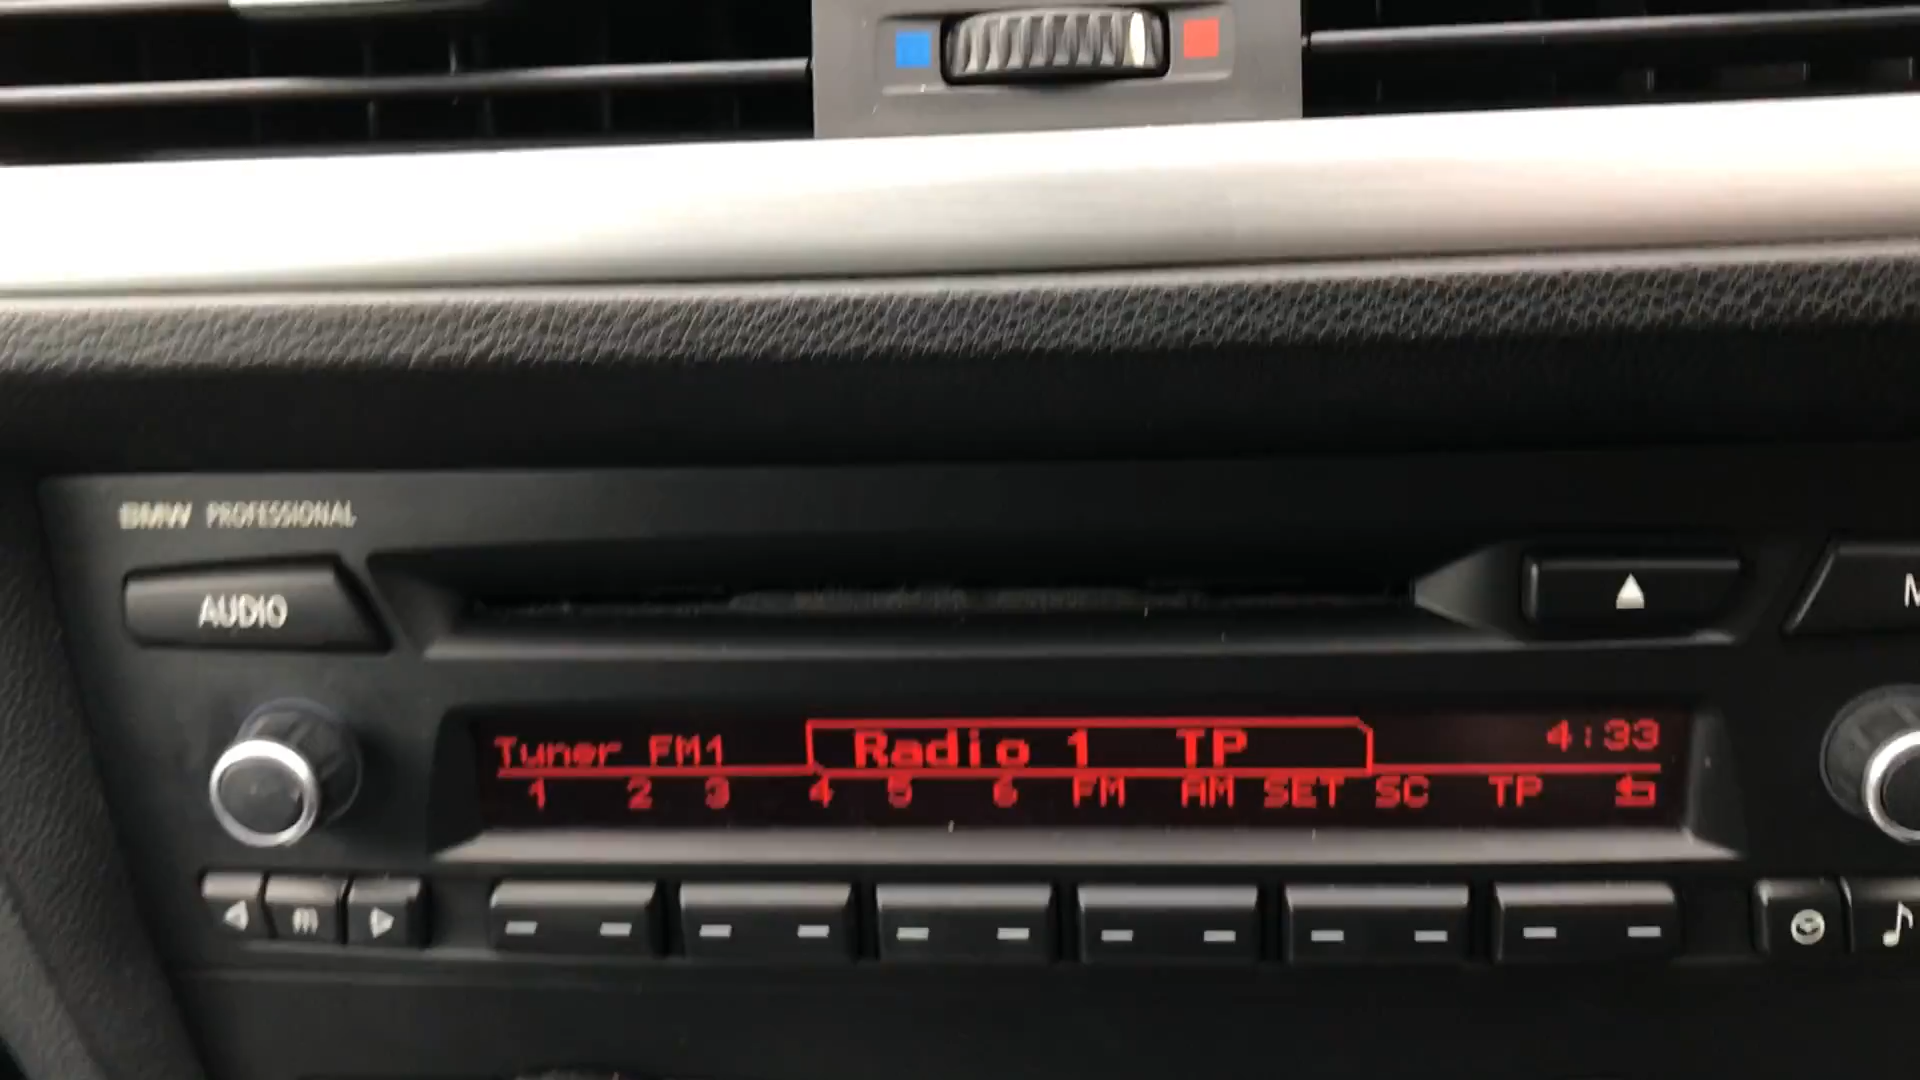 BMW PROFESSIONAL
AUDIO
Tuner FM1 Radio 1 TP 4:33
1 2 3 4 5 6 FM AM SET SC TP
m